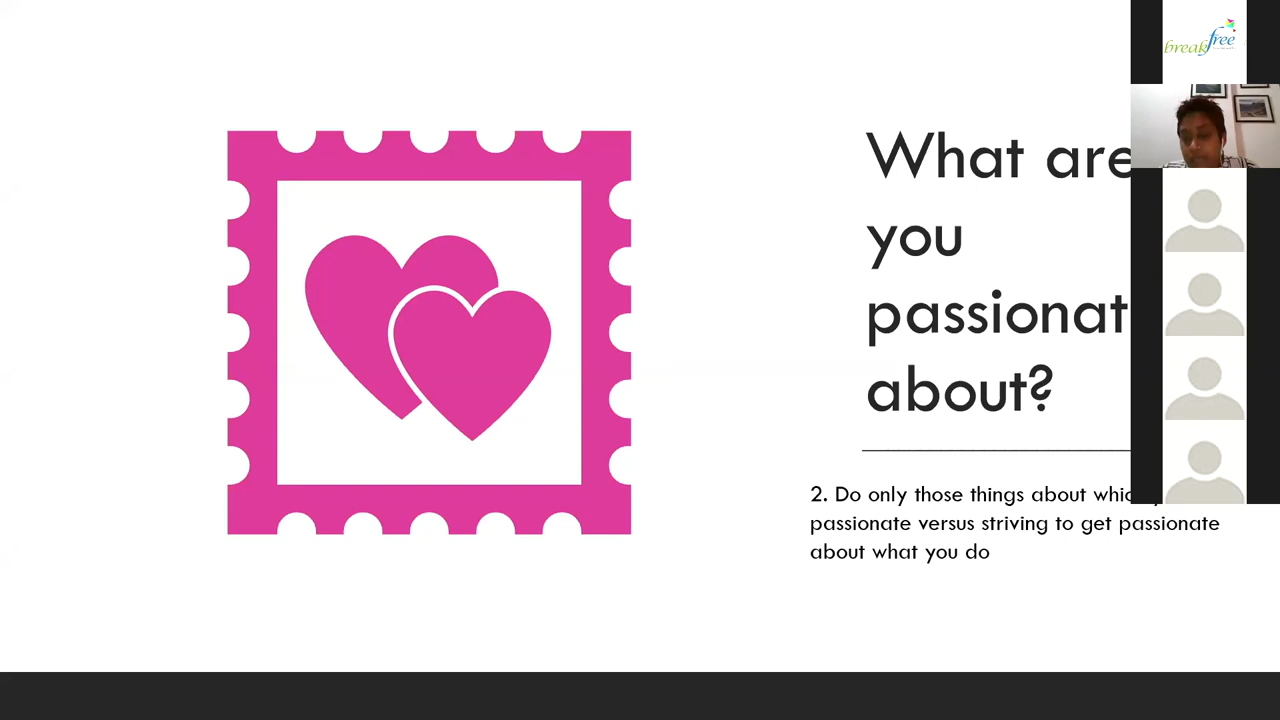 breakfree
What are
you
passionat
about?
2. Do only those things about
passionate versus striving to get passionate
about what you do